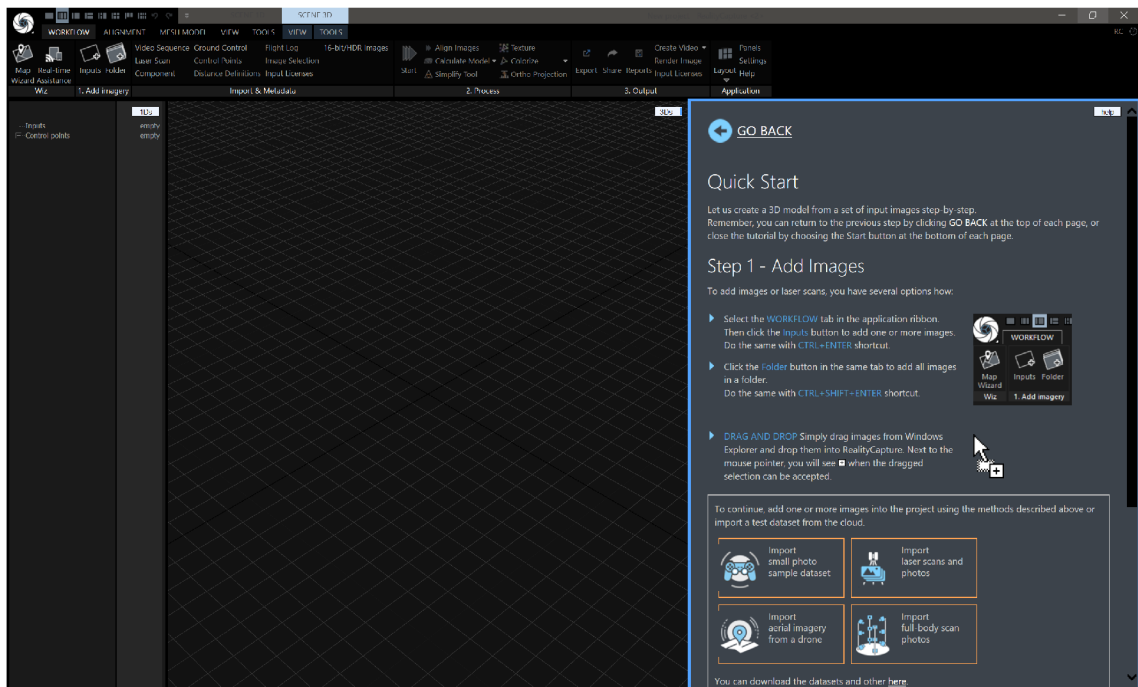 SCENE 3D
WORKFLOW ALIGNMENT MESH MODEL VIEW TOOLS VIEW TOOLS
RC
Video Sequence Ground Control Flight Log 16-bit/HDR Images
Laser Scan Control Points Image Selection
Component Distance Definitions Input Licenses
Map Wizard
Real-Time Assistance
Inputs Folder
Start
Align Images Texture
Calculate Model Colorize
Simplify Tool Ortho Projection
Export Share Reports
Create Video
Render Image
Input Licenses
Layout
Panels
Settings
Help
Wiz 1. Add imagery Import & Metadata 2. Process 3. Output Application
1Ds
3Ds
help
Inputs empty
Control points empty
GO BACK
Quick Start
Let us create a 3D model from a set of input images step-by-step.
Remember, you can return to the previous step by clicking GO BACK at the top of each page, or
close the tutorial by choosing the Start button at the bottom of each page.
Step 1 - Add Images
To add images or laser scans, you have several options how:
Select the WORKFLOW tab in the application ribbon.
Then click the Inputs button to add one or more images.
Do the same with CTRL+ENTER shortcut.
Click the Folder button in the same tab to add all images
in a folder.
Do the same with CTRL+SHIFT+ENTER shortcut.
WORKFLOW
Map Wizard
Inputs Folder
Wiz 1. Add imagery
DRAG AND DROP Simply drag images from Windows
Explorer and drop them into RealityCapture. Next to the
mouse pointer, you will see + when the dragged
selection can be accepted.
To continue, add one or more images into the project using the methods described above or
import a test dataset from the cloud.
Import
small photo
sample dataset
Import
laser scans and
photos
Import
aerial imagery
from a drone
Import
full-body scan
photos
You can download the datasets and other here.